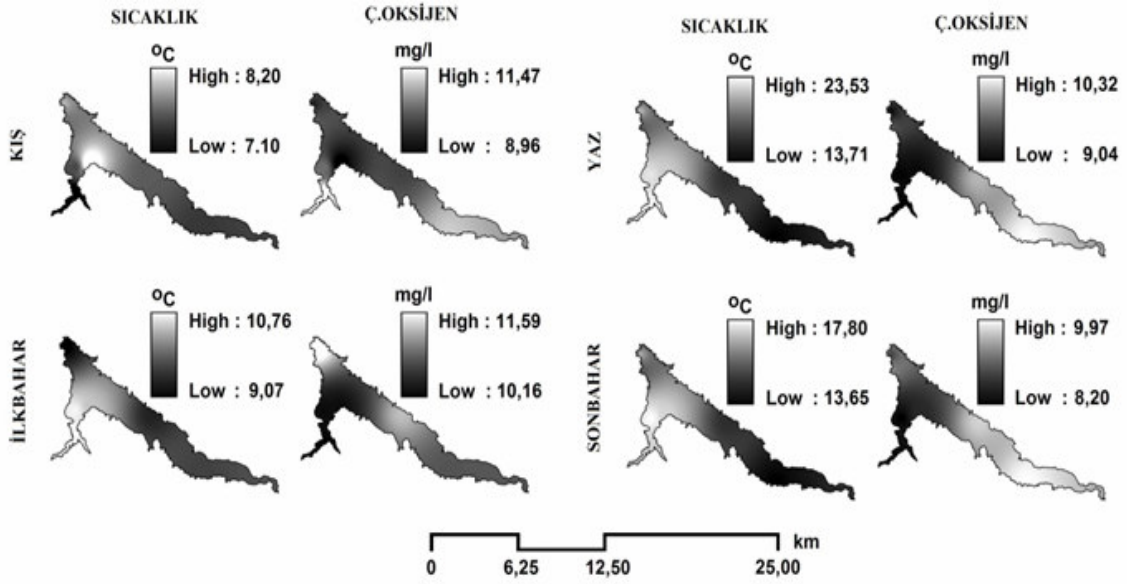 SICAKLIK
Ç.OKSİJEN
KIŞ
oC
High : 8,20
Low : 7.10
mg/l
High : 11,47
Low : 8,96
SICAKLIK
Ç.OKSİJEN
YAZ
oC
High : 23,53
Low : 13,71
mg/l
High : 10,32
Low : 9,04
İLKBAHAR
oC
High : 10,76
Low : 9,07
mg/l
High : 11,59
Low : 10,16
SONBAHAR
oC
High : 17,80
Low : 13,65
mg/l
High : 9,97
Low : 8,20
km
0 6,25 12,50 25,00